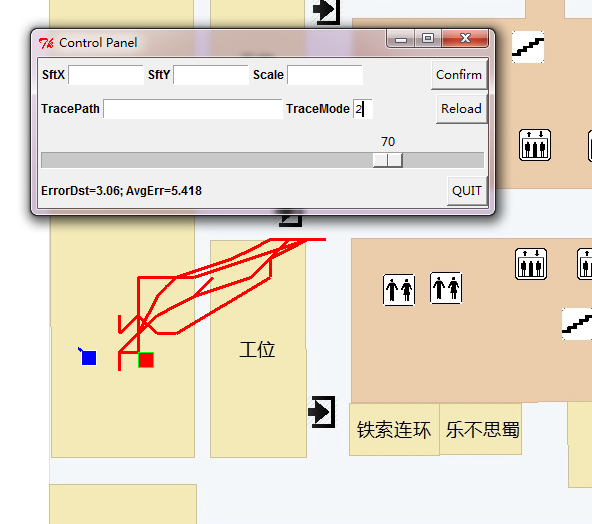 Control Panel
SftX SftY Scale Confirm
TracePath TraceMode 2 Reload
70
ErrorDst=3.06; AvgErr=5.418 QUIT
工位
铁索连环 乐不思蜀